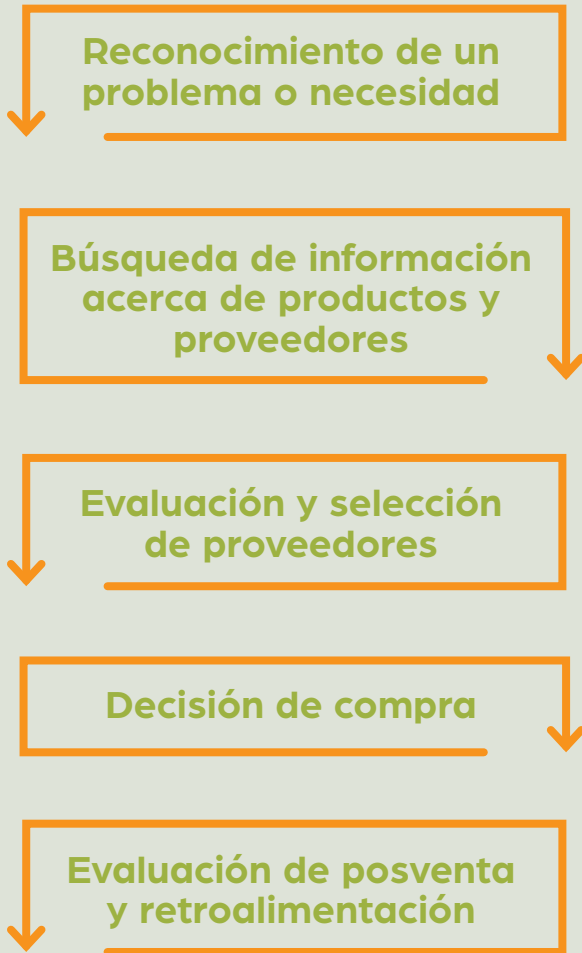 Reconocimiento de un
problema o necesidad
Búsqueda de información
acerca de productos y
proveedores
Evaluación y selección
de proveedores
Decisión de compra
Evaluación de posventa
y retroalimentación